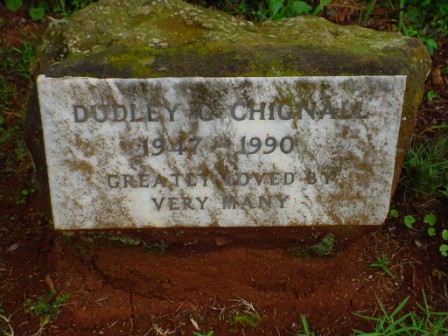 DUDLEY G CHIGNALL
1947 - 1990
GREATLY LOVED BY
VERY MANY